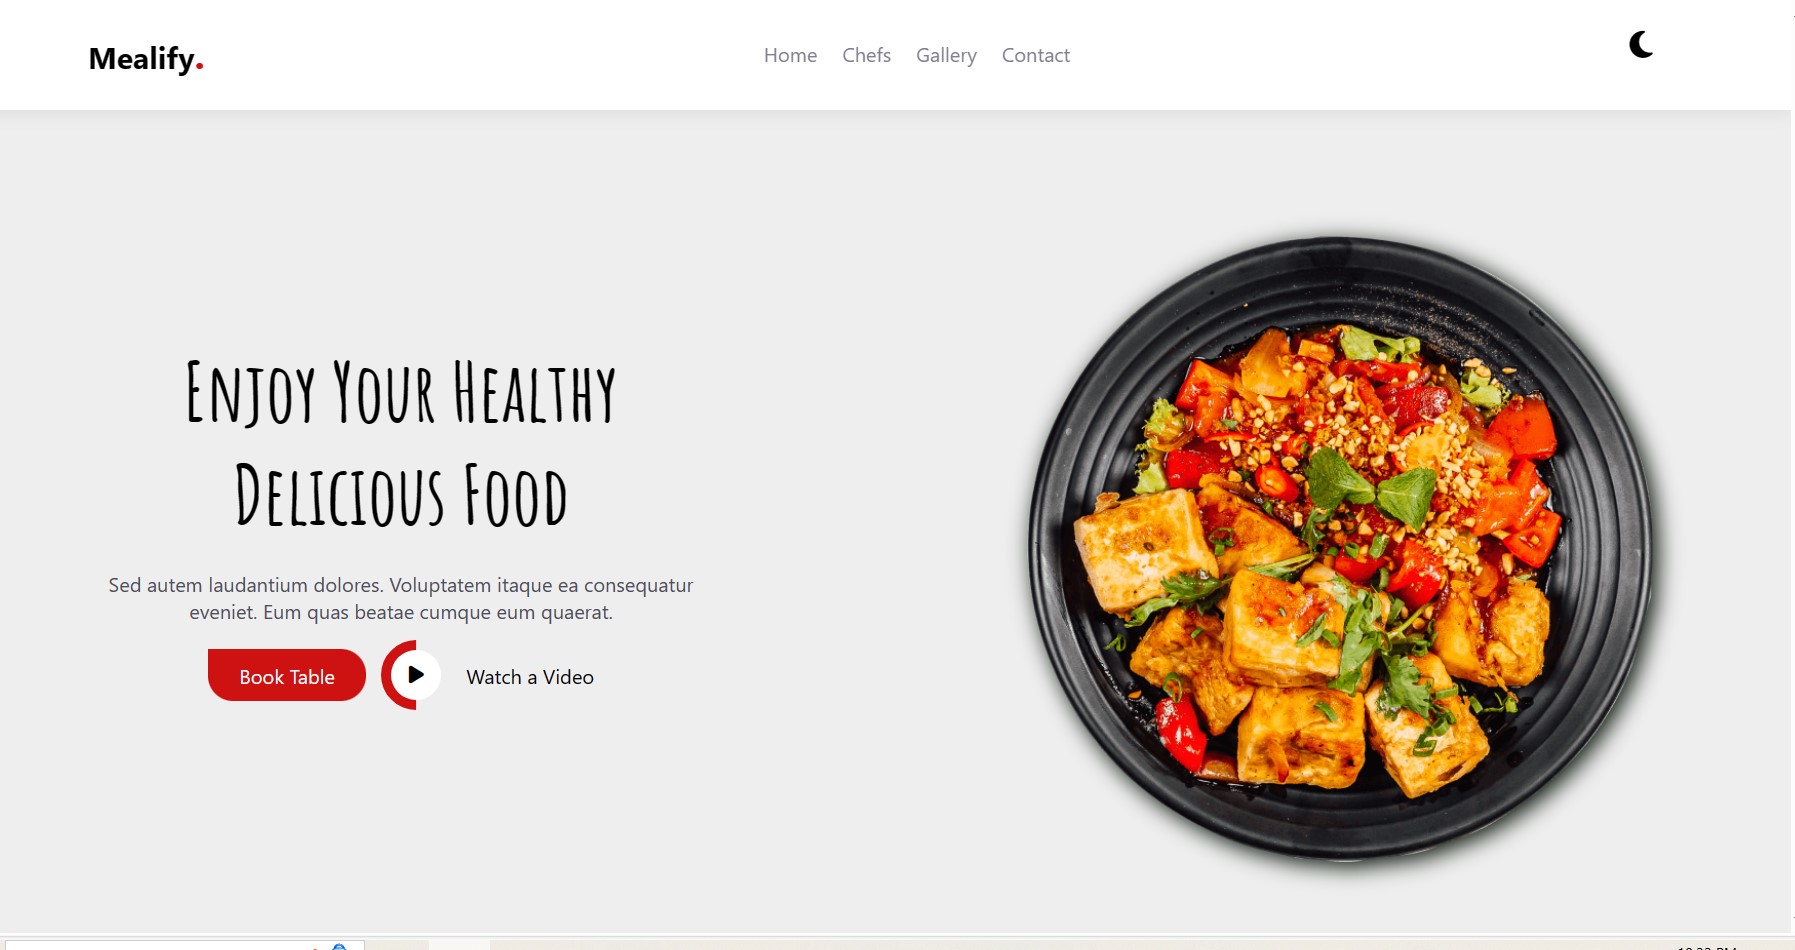 Mealify.
Home Chefs Gallery Contact
Enjoy Your Healthy
Delicious Food
Sed autem laudantium dolores. Voluptatem itaque ea consequatur
eveniet. Eum quas beatae cumque eum quaerat.
Book Table
Watch a Video